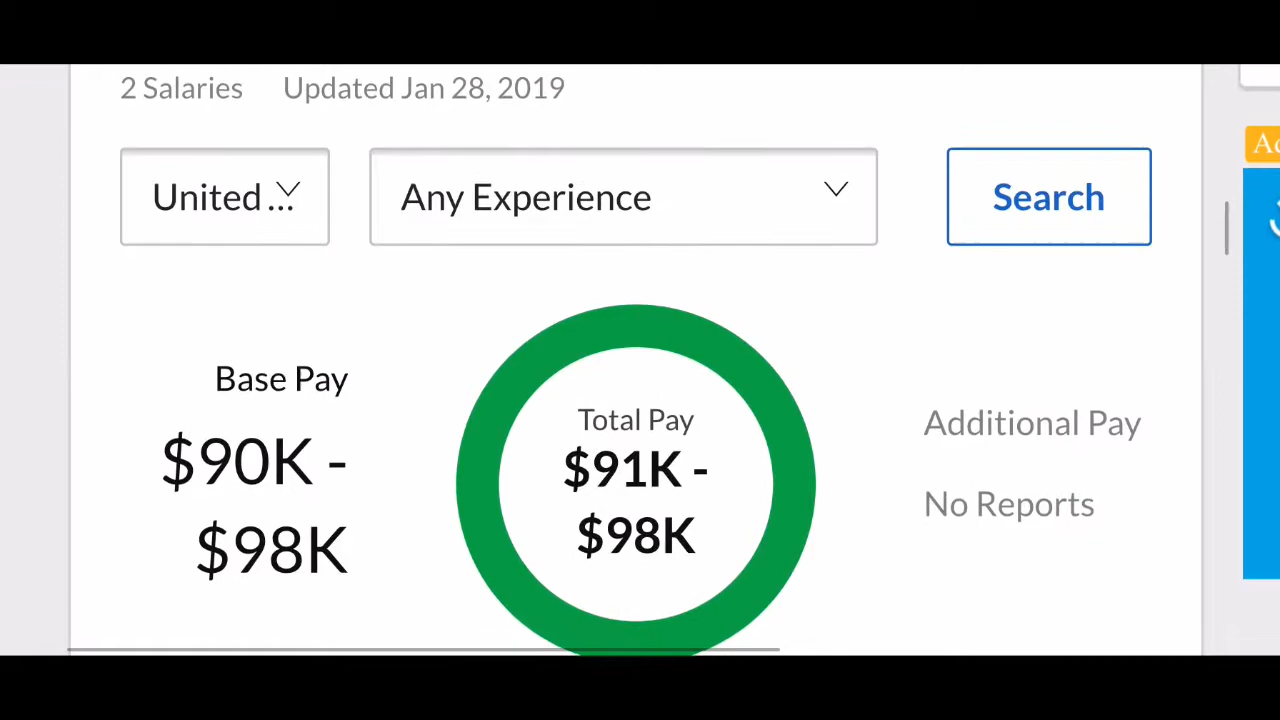 2 Salaries Updated Jan 28, 2019
United ... Any Experience Search
Base Pay
$90K -
$98K
Total Pay
$91K -
$98K
Additional Pay
No Reports